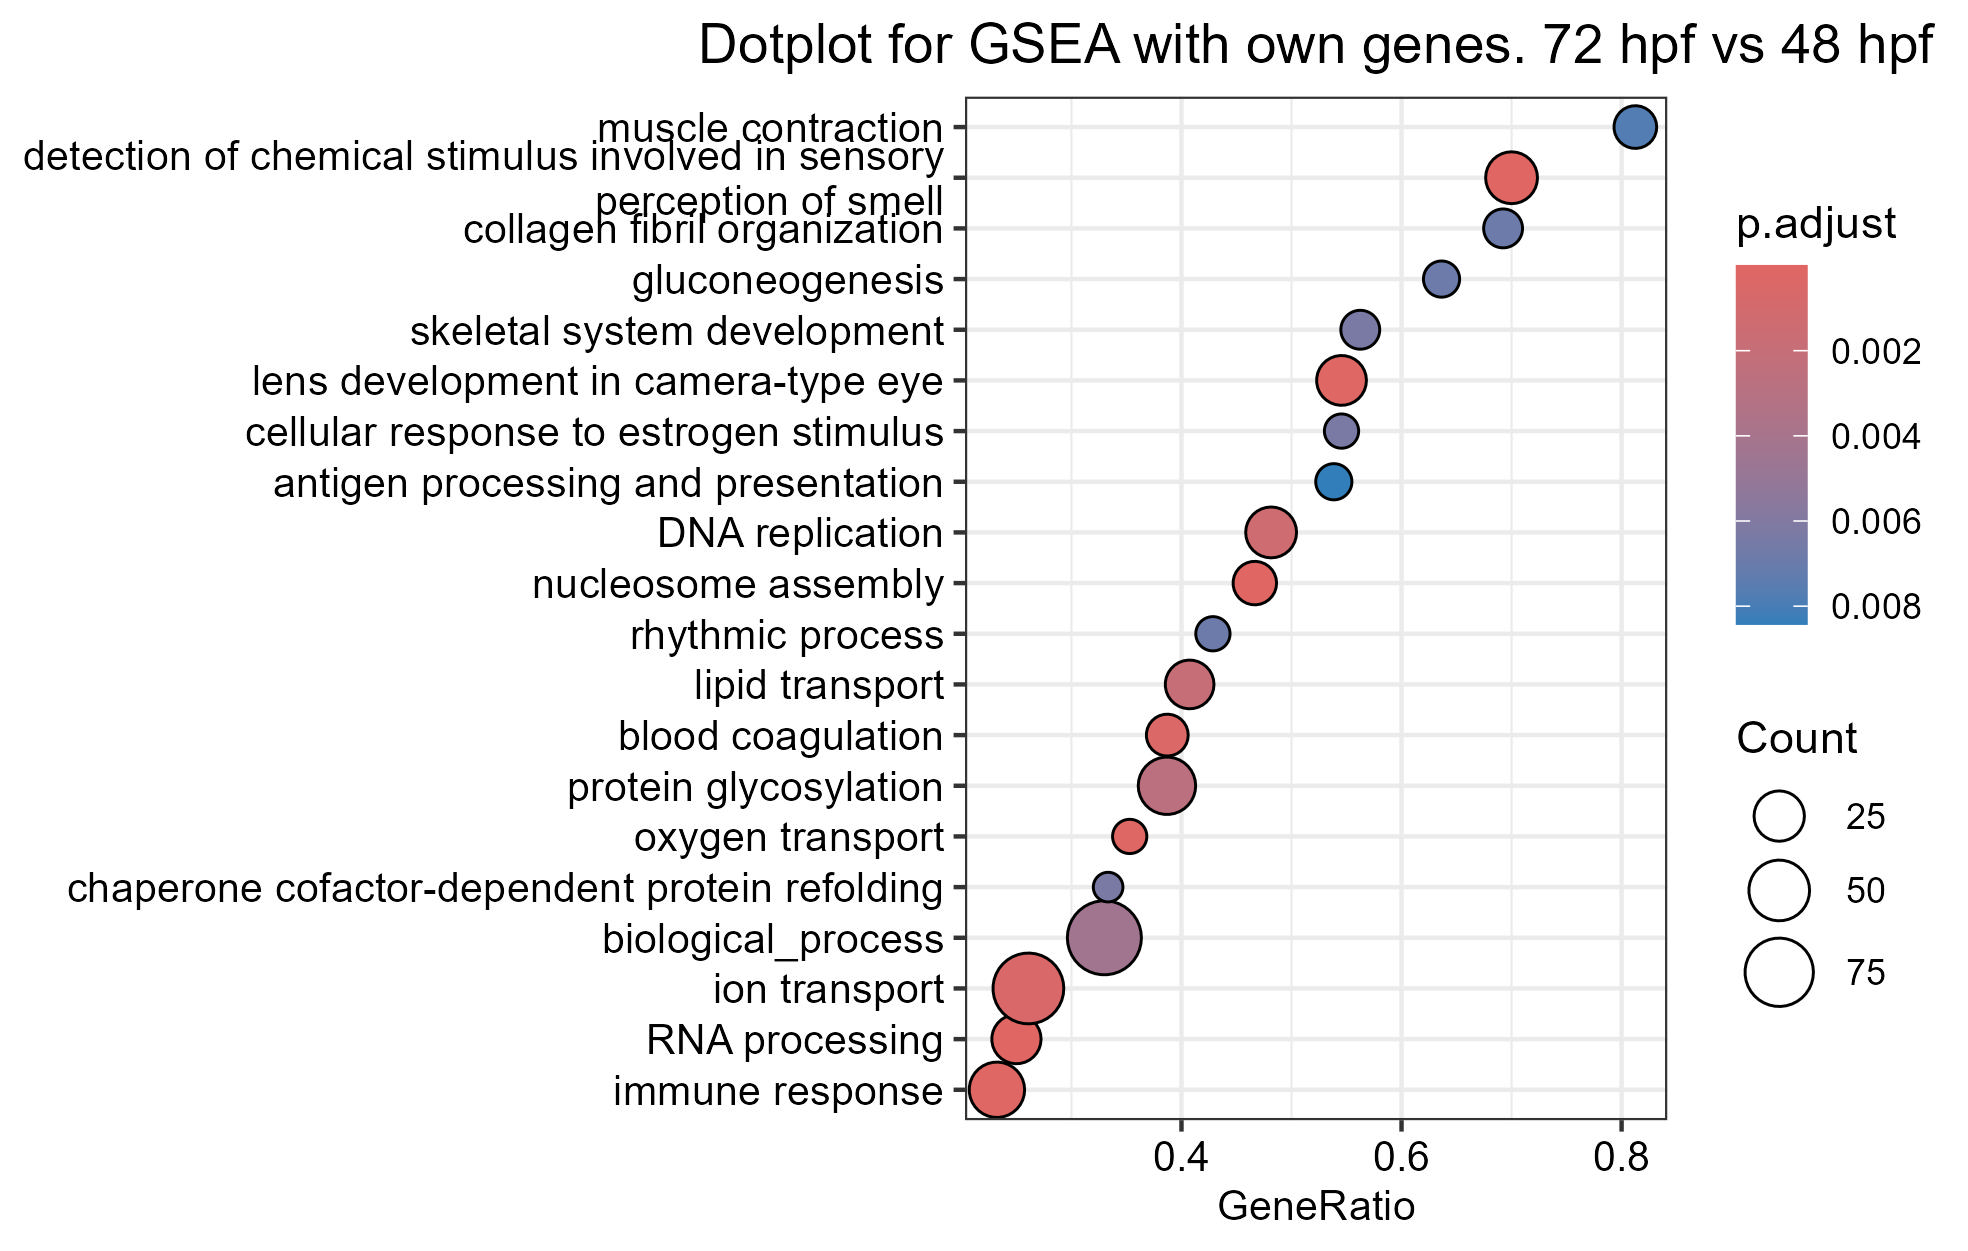 Dotplot for GSEA with own genes. 72 hpf vs 48 hpf
muscle contraction
detection of chemical stimulus involved in sensory
perception of smell
collagen fibril organization
gluconeogenesis
skeletal system development
lens development in camera-type eye
cellular response to estrogen stimulus
antigen processing and presentation
DNA replication
nucleosome assembly
rhythmic process
lipid transport
blood coagulation
protein glycosylation
oxygen transport
chaperone cofactor-dependent protein refolding
biological_process
ion transport
RNA processing
immune response
0.4
0.6
0.8
GeneRatio
p.adjust
0.002
0.004
0.006
0.008
Count
25
50
75